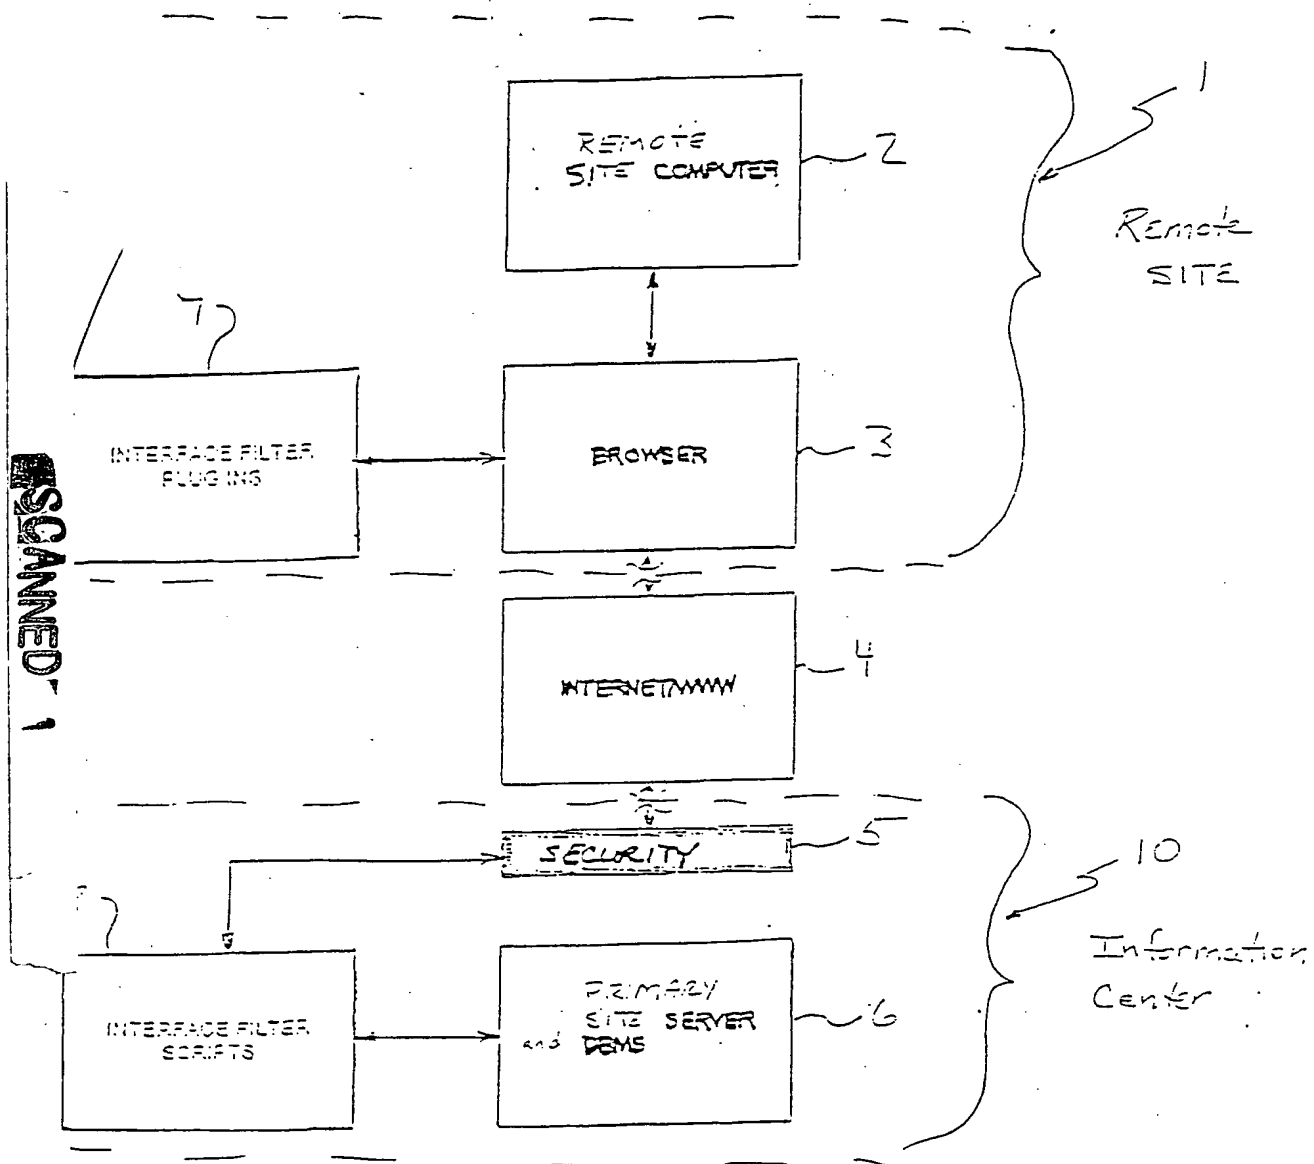 1
REMOTE
SITE COMPUTER
2
Remote
SITE
7
INTERFACE FILTER
PLUG INS
BROWSER
3
SCANNED
INTERNET/WWW
4
SECURITY
5
10
Information
Center
INTERFACE FILTER
SCRIPTS
PRIMARY
SITE SERVER
and DBMS
6